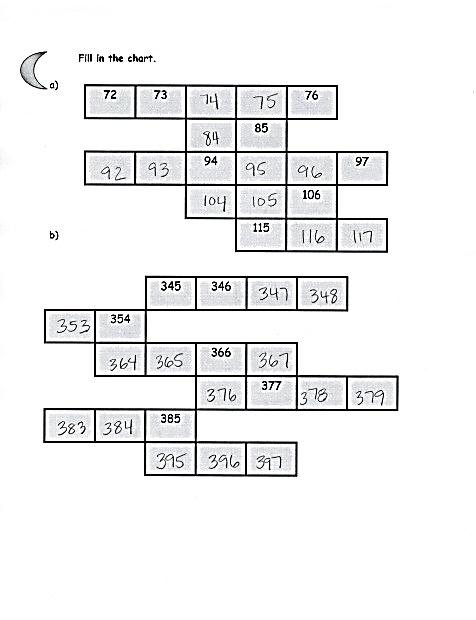 Fill in the chart.
a)
72 73 74 75 76
84 85
92 93 94 95 96 97
104 105 106
115 116 117
b)
345 346 347 348
353 354
364 365 366 367
376 377 378 379
383 384 385
395 396 397